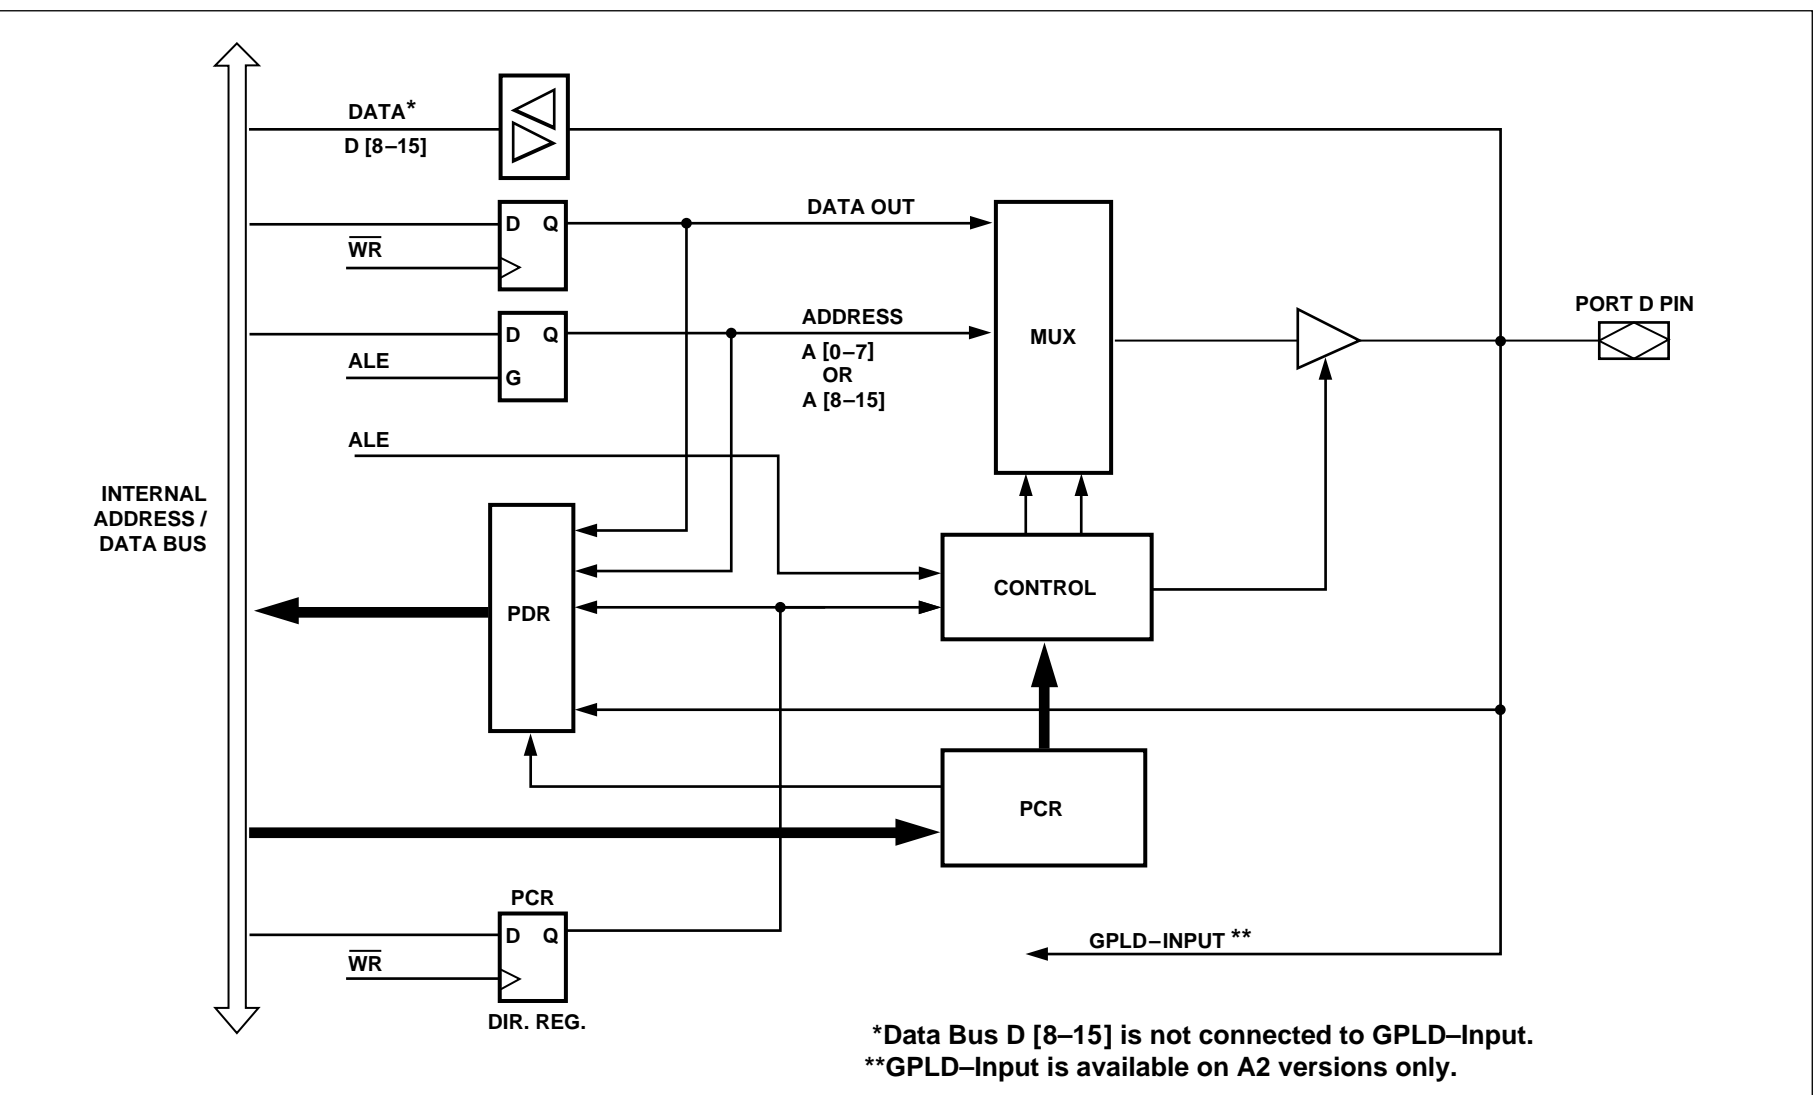 DATA*
D [8–15]
D Q
WR
DATA OUT
D Q
ALE
G
ADDRESS
A [0–7]
OR
A [8–15]
MUX
PORT D PIN
ALE
INTERNAL
ADDRESS /
DATA BUS
PDR
CONTROL
PCR
PCR
D Q
WR
DIR. REG.
GPLD–INPUT **
*Data Bus D [8–15] is not connected to GPLD–Input.
**GPLD–Input is available on A2 versions only.